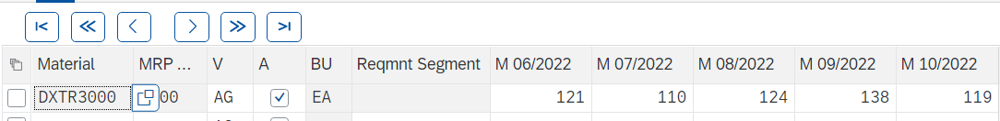 Material MRP ... V A BU Reqmnt Segment M 06/2022 M 07/2022 M 08/2022 M 09/2022 M 10/2022
DXTR3000 00 AG EA 121 110 124 138 119